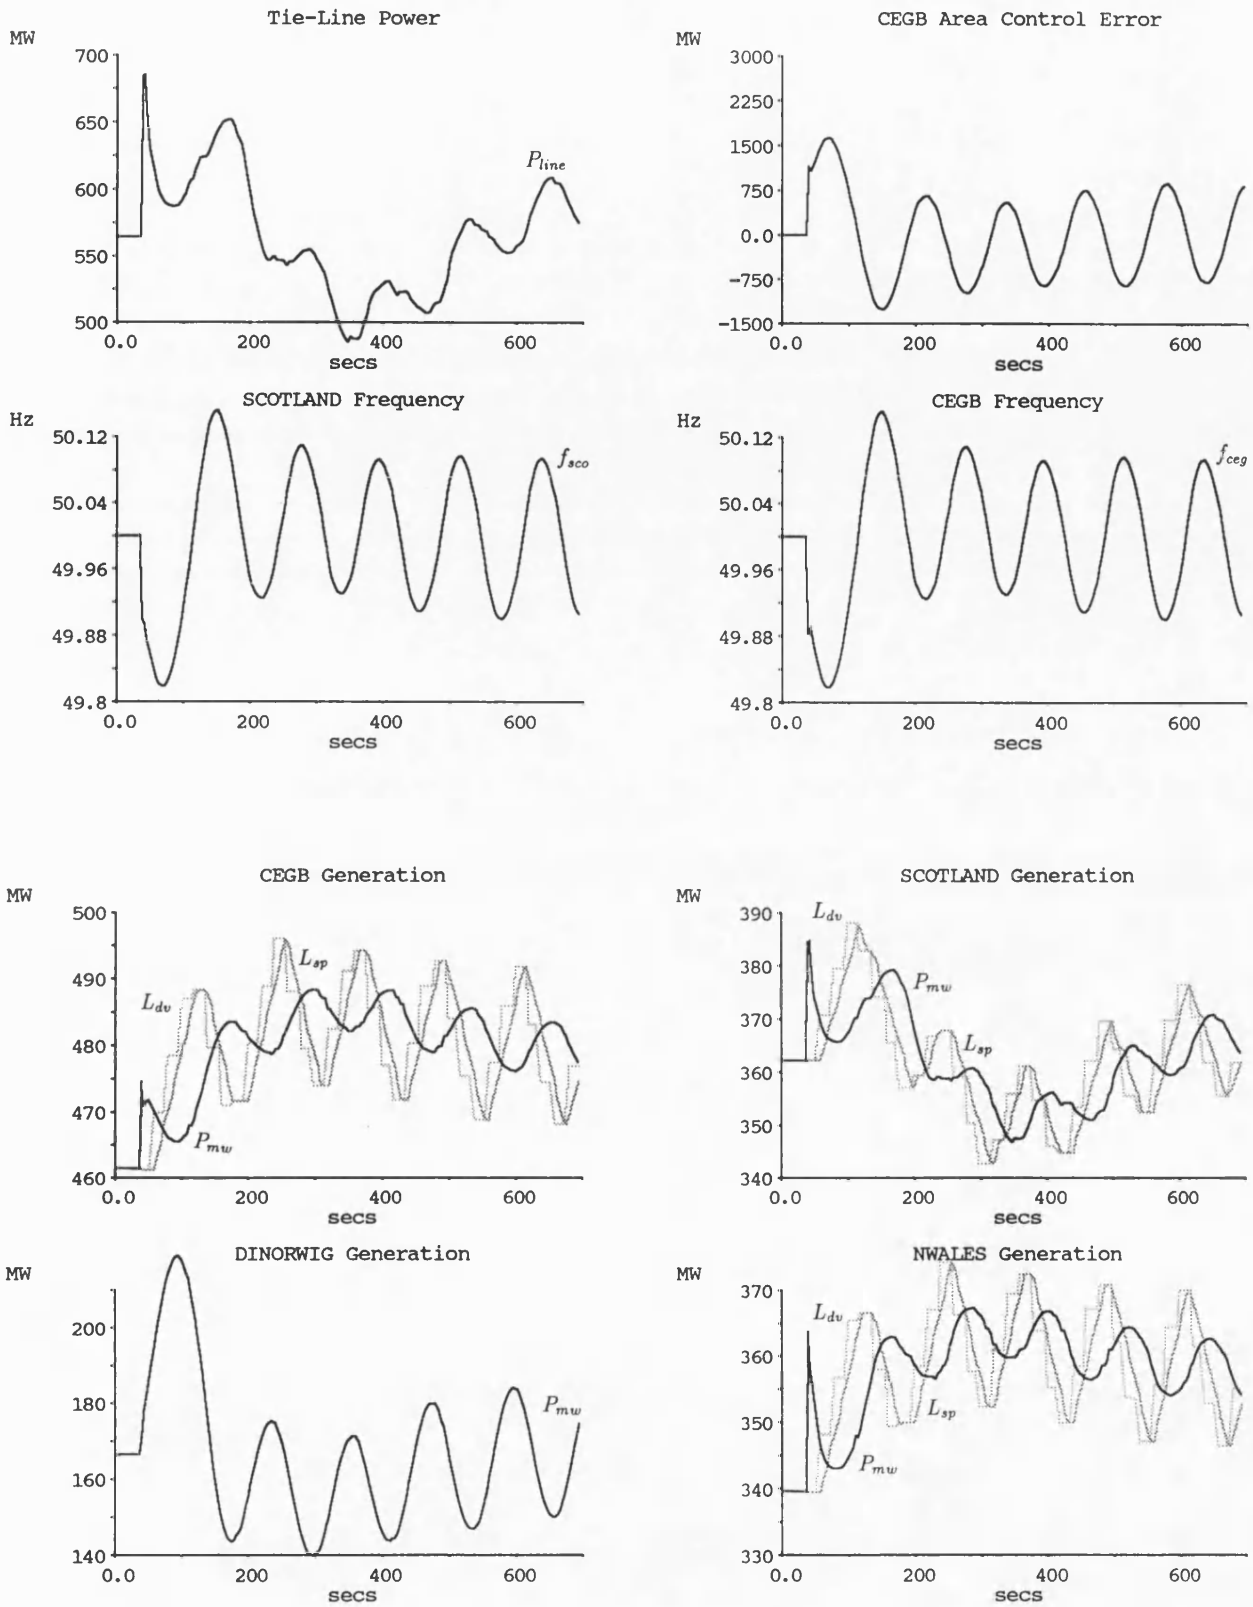 Tie-Line Power
MW
700
650
600
550
500
P_line
0.0 200 400 600
secs
CEGB Area Control Error
MW
3000
2250
1500
750
0.0
−750
−1500
0.0 200 400 600
secs
SCOTLAND Frequency
Hz
50.12
50.04
49.96
49.88
49.8
f_sco
0.0 200 400 600
secs
CEGB Frequency
Hz
50.12
50.04
49.96
49.88
49.8
f_ceg
0.0 200 400 600
secs
CEGB Generation
MW
500
490
480
470
460
L_dv
L_sp
P_mw
0.0 200 400 600
secs
SCOTLAND Generation
MW
390
380
370
360
350
340
L_dv
P_mw
L_sp
0.0 200 400 600
secs
DINORWIG Generation
MW
200
180
160
140
P_mw
0.0 200 400 600
secs
NWALES Generation
MW
370
360
350
340
330
L_dv
L_sp
P_mw
0.0 200 400 600
secs